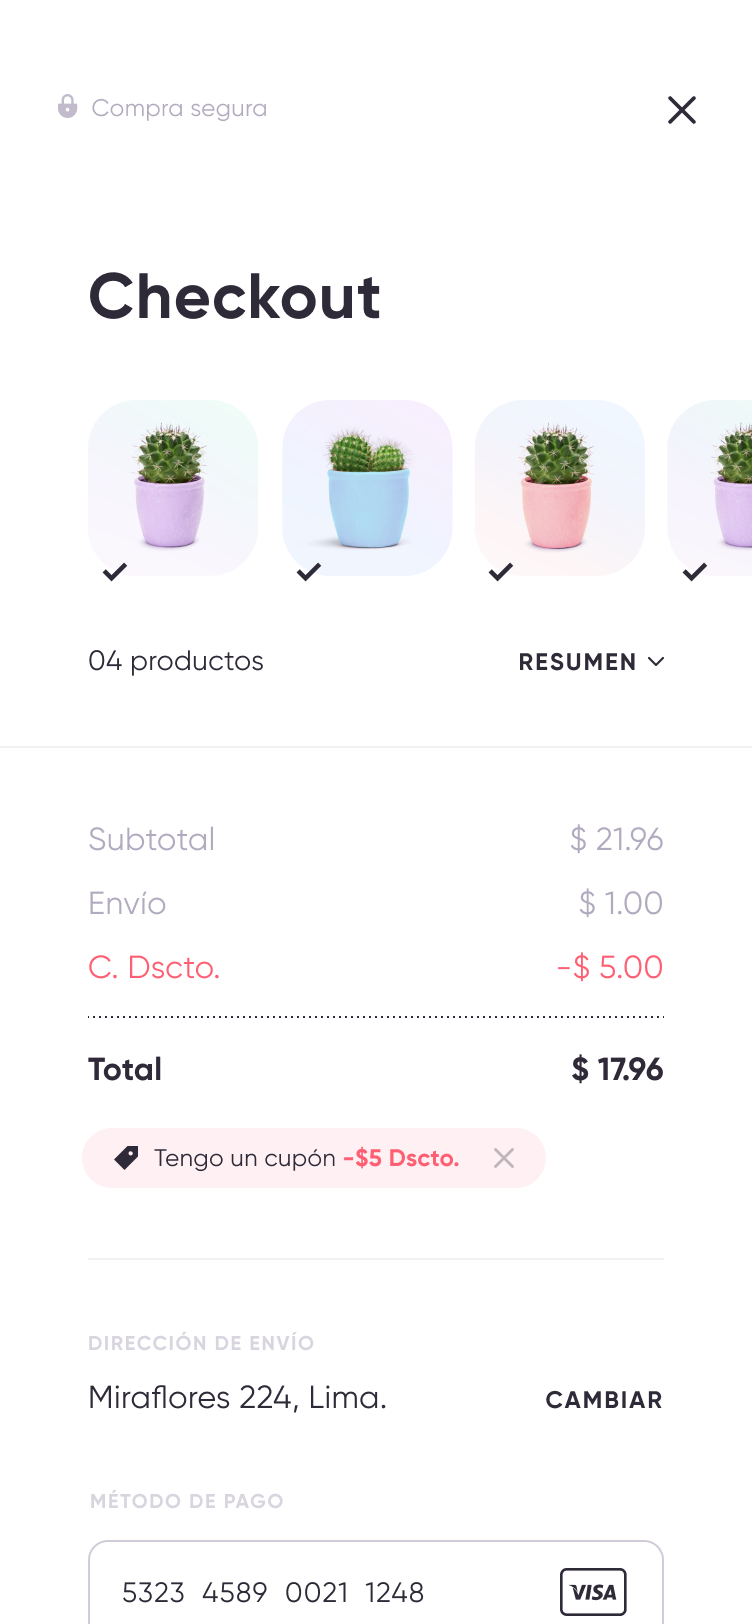 Compra segura
Checkout
04 productos RESUMEN
Subtotal $ 21.96
Envío $ 1.00
C. Dscto. -$ 5.00
Total $ 17.96
Tengo un cupón -$5 Dscto.
DIRECCIÓN DE ENVÍO
Miraflores 224, Lima. CAMBIAR
MÉTODO DE PAGO
5323 4589 0021 1248 VISA